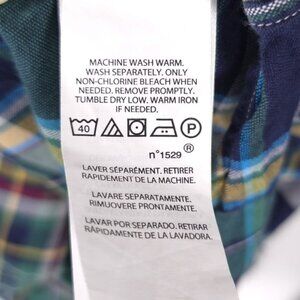 MACHINE WASH WARM.
WASH SEPARATELY. ONLY
NON-CHLORINE BLEACH WHEN
NEEDED. REMOVE PROMPTLY.
TUMBLE DRY LOW. WARM IRON
IF NEEDED.
40 P
®
n°1529
LAVER SÉPARÉMENT. RETIRER
RAPIDEMENT DE LA MACHINE.
LAVARE SEPARATAMENTE.
RIMUOVERE PRONTAMENTE.
LAVAR POR SEPARADO. RETIRAR
RÁPIDAMENTE DE LA LAVADORA.